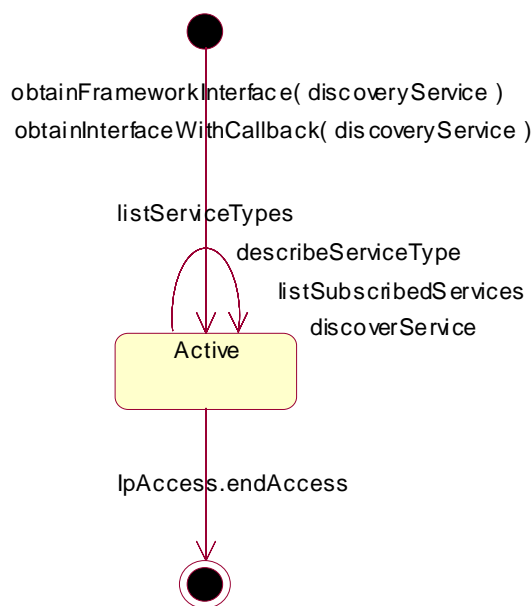 obtainFrameworkInterface( discoveryService )
obtainInterfaceWithCallback( discoveryService )
listServiceTypes
describeServiceType
listSubscribedServices
discoverService
Active
IpAccess.endAccess